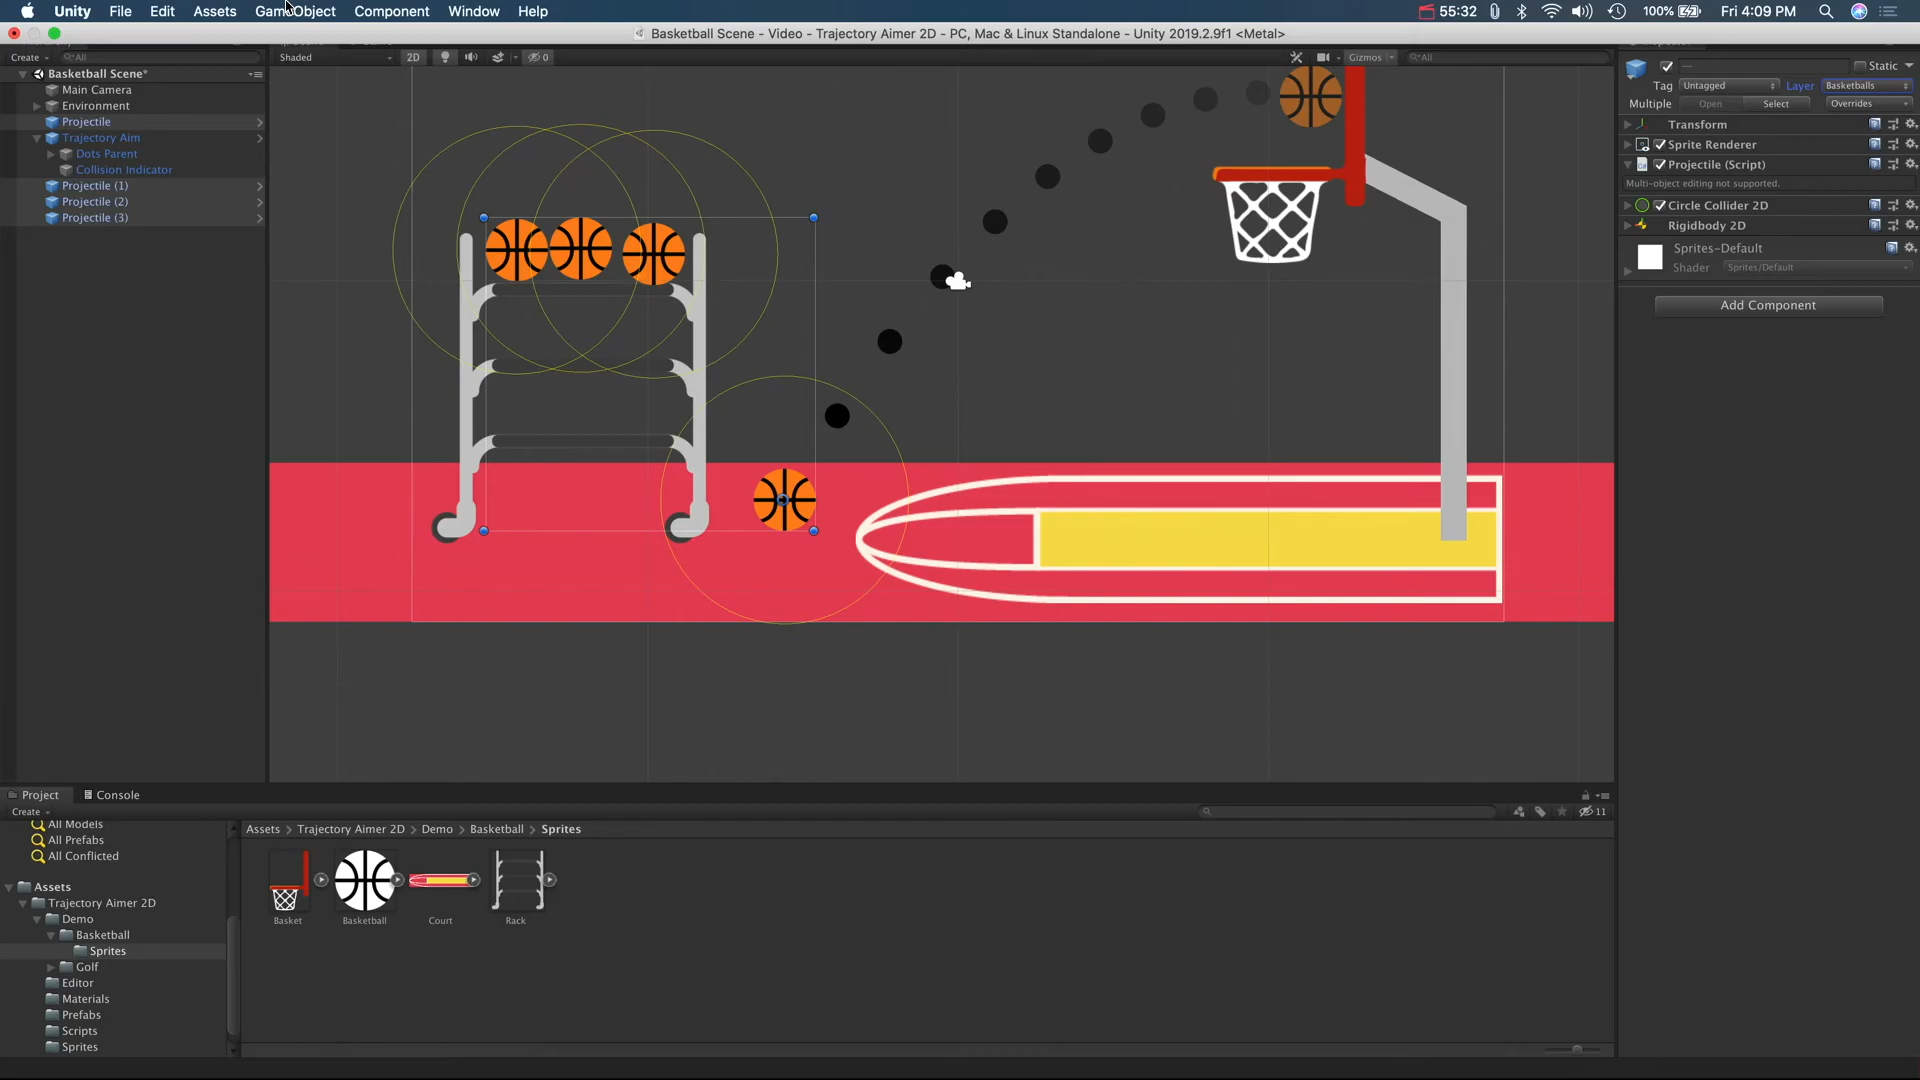 Unity File Edit Assets GameObject Component Window Help 55:32 100% Fri 4:09 PM
Basketball Scene - Video - Trajectory Aimer 2D - PC, Mac & Linux Standalone - Unity 2019.2.9f1 <Metal>
Create All
Shaded 2D 0 Gizmos All
Basketball Scene*
Main Camera
Environment
Projectile
Trajectory Aim
Dots Parent
Collision Indicator
Projectile (1)
Projectile (2)
Projectile (3)
Static
Tag Untagged Layer Basketballs
Multiple Open Select Overrides
Transform
Sprite Renderer
Projectile (Script)
Multi-object editing not supported.
Circle Collider 2D
Rigidbody 2D
Sprites-Default
Shader Sprites/Default
Add Component
Project Console
Create 11
All Models
All Prefabs
All Conflicted
Assets
Trajectory Aimer 2D
Demo
Basketball
Sprites
Golf
Editor
Materials
Prefabs
Scripts
Sprites
Assets > Trajectory Aimer 2D > Demo > Basketball > Sprites
Basket Basketball Court Rack